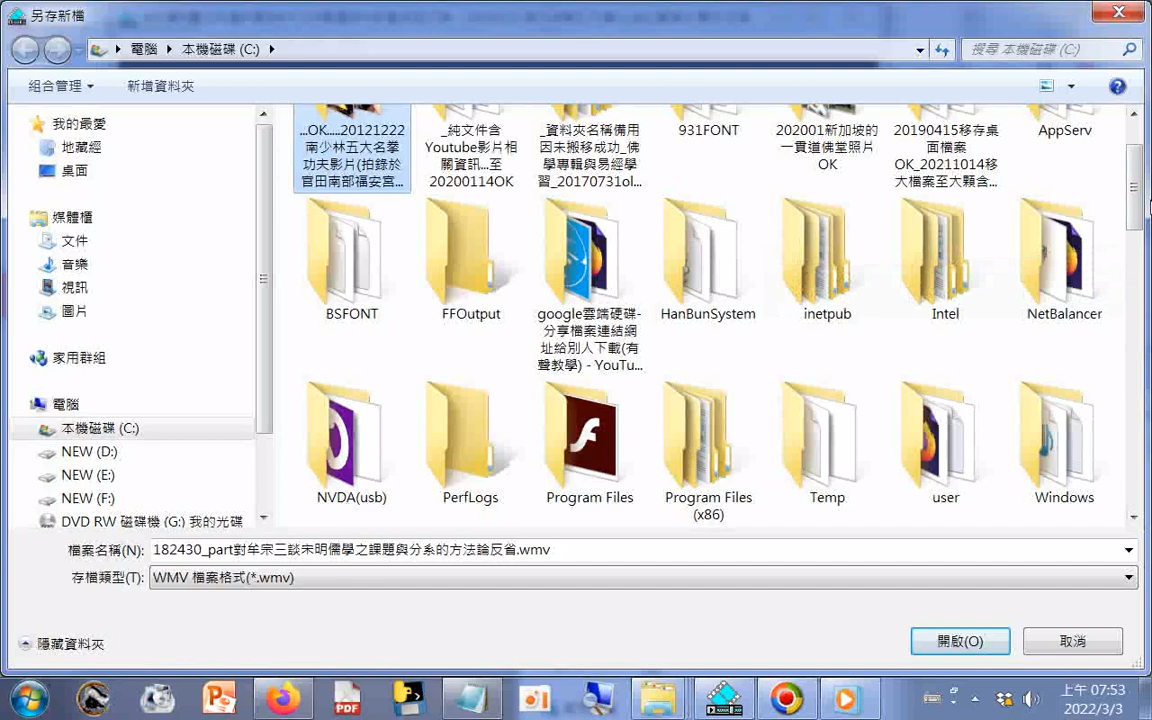 另存新檔
電腦 本機磁碟 (C:)
搜尋 本機磁碟 (C:)
組合管理 新增資料夾
我的最愛
地藏經
桌面
媒體櫃
文件
音樂
視訊
圖片
家用群組
電腦
本機磁碟 (C:)
NEW (D:)
NEW (E:)
NEW (F:)
DVD RW 磁碟機 (G:) 我的光碟
...OK....20121222
南少林五大名拳
功夫影片(拍錄於
官田南部福安宮...
_純文件含
Youtube影片相
關資訊...至
20200114OK
_資料夾名稱備用
因未搬移成功_佛
學專輯與易經學
習_20170731ol...
931FONT
202001新加坡的
一貫道佛堂照片
OK
20190415移存桌
面檔案
OK_20211014移
大檔案至大顆含...
AppServ
BSFONT
FFOutput
google雲端硬碟-
分享檔案連結網
址給別人下載(有
聲教學) - YouTu...
HanBunSystem
inetpub
Intel
NetBalancer
NVDA(usb)
PerfLogs
Program Files
Program Files
(x86)
Temp
user
Windows
檔案名稱(N): 182430_part對牟宗三談宋明儒學之課題與分系的方法論反省.wmv
存檔類型(T): WMV 檔案格式(*.wmv)
隱藏資料夾
開啟(O) 取消
PDF
上午 07:53
2022/3/3